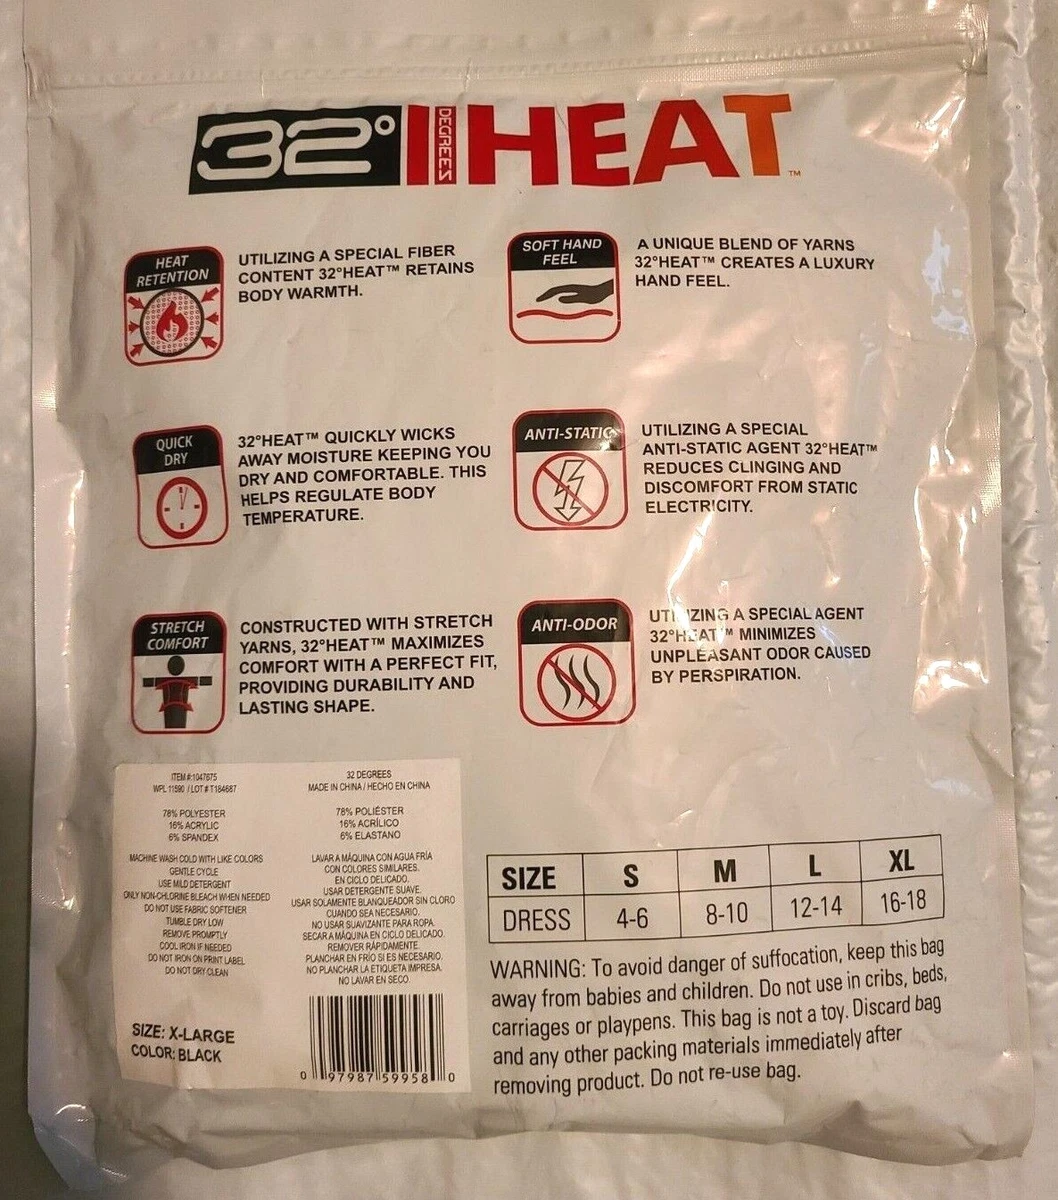 32° DEGREES HEAT™
HEAT
RETENTION
UTILIZING A SPECIAL FIBER
CONTENT 32°HEAT™ RETAINS
BODY WARMTH.
SOFT HAND
FEEL
A UNIQUE BLEND OF YARNS
32°HEAT™ CREATES A LUXURY
HAND FEEL.
QUICK
DRY
32°HEAT™ QUICKLY WICKS
AWAY MOISTURE KEEPING YOU
DRY AND COMFORTABLE. THIS
HELPS REGULATE BODY
TEMPERATURE.
ANTI-STATIC
UTILIZING A SPECIAL
ANTI-STATIC AGENT 32°HEAT™
REDUCES CLINGING AND
DISCOMFORT FROM STATIC
ELECTRICITY.
STRETCH
COMFORT
CONSTRUCTED WITH STRETCH
YARNS, 32°HEAT™ MAXIMIZES
COMFORT WITH A PERFECT FIT,
PROVIDING DURABILITY AND
LASTING SHAPE.
ANTI-ODOR
UTILIZING A SPECIAL AGENT
32°HEAT™ MINIMIZES
UNPLEASANT ODOR CAUSED
BY PERSPIRATION.
ITEM #:1047675
WPL 11590 / LOT # T184687
78% POLYESTER
16% ACRYLIC
6% SPANDEX
MACHINE WASH COLD WITH LIKE COLORS
GENTLE CYCLE
USE MILD DETERGENT
ONLY NON-CHLORINE BLEACH WHEN NEEDED
DO NOT USE FABRIC SOFTENER
TUMBLE DRY LOW
REMOVE PROMPTLY
COOL IRON IF NEEDED
DO NOT IRON ON PRINT LABEL
DO NOT DRY CLEAN
SIZE: X-LARGE
COLOR: BLACK
32 DEGREES
MADE IN CHINA / HECHO EN CHINA
78% POLIÉSTER
16% ACRÍLICO
6% ELASTANO
LAVAR A MÁQUINA CON AGUA FRÍA
CON COLORES SIMILARES.
EN CICLO DELICADO.
USAR DETERGENTE SUAVE.
USAR SOLAMENTE BLANQUEADOR SIN CLORO
CUANDO SEA NECESARIO.
NO USAR SUAVIZANTE PARA ROPA.
SECAR A MÁQUINA EN CICLO DELICADO.
REMOVER RÁPIDAMENTE.
PLANCHAR EN FRÍO SI ES NECESARIO.
NO PLANCHAR LA ETIQUETA IMPRESA.
NO LAVAR EN SECO.
0 97987 59958 0
SIZE S M L XL
DRESS 4-6 8-10 12-14 16-18
WARNING: To avoid danger of suffocation, keep this bag
away from babies and children. Do not use in cribs, beds,
carriages or playpens. This bag is not a toy. Discard bag
and any other packing materials immediately after
removing product. Do not re-use bag.